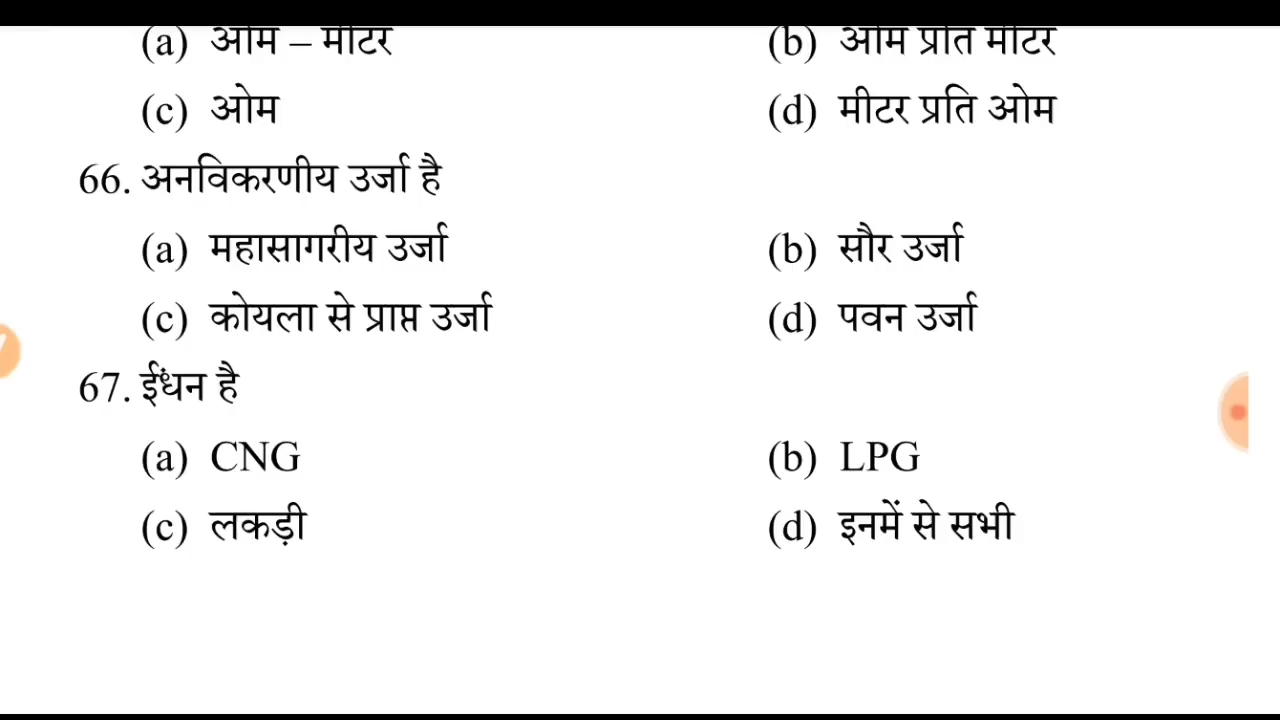 (a) ओम – मीटर (b) ओम प्रति मीटर
(c) ओम (d) मीटर प्रति ओम
66. अनविकरणीय उर्जा है
(a) महासागरीय उर्जा (b) सौर उर्जा
(c) कोयला से प्राप्त उर्जा (d) पवन उर्जा
67. ईंधन है
(a) CNG (b) LPG
(c) लकड़ी (d) इनमें से सभी